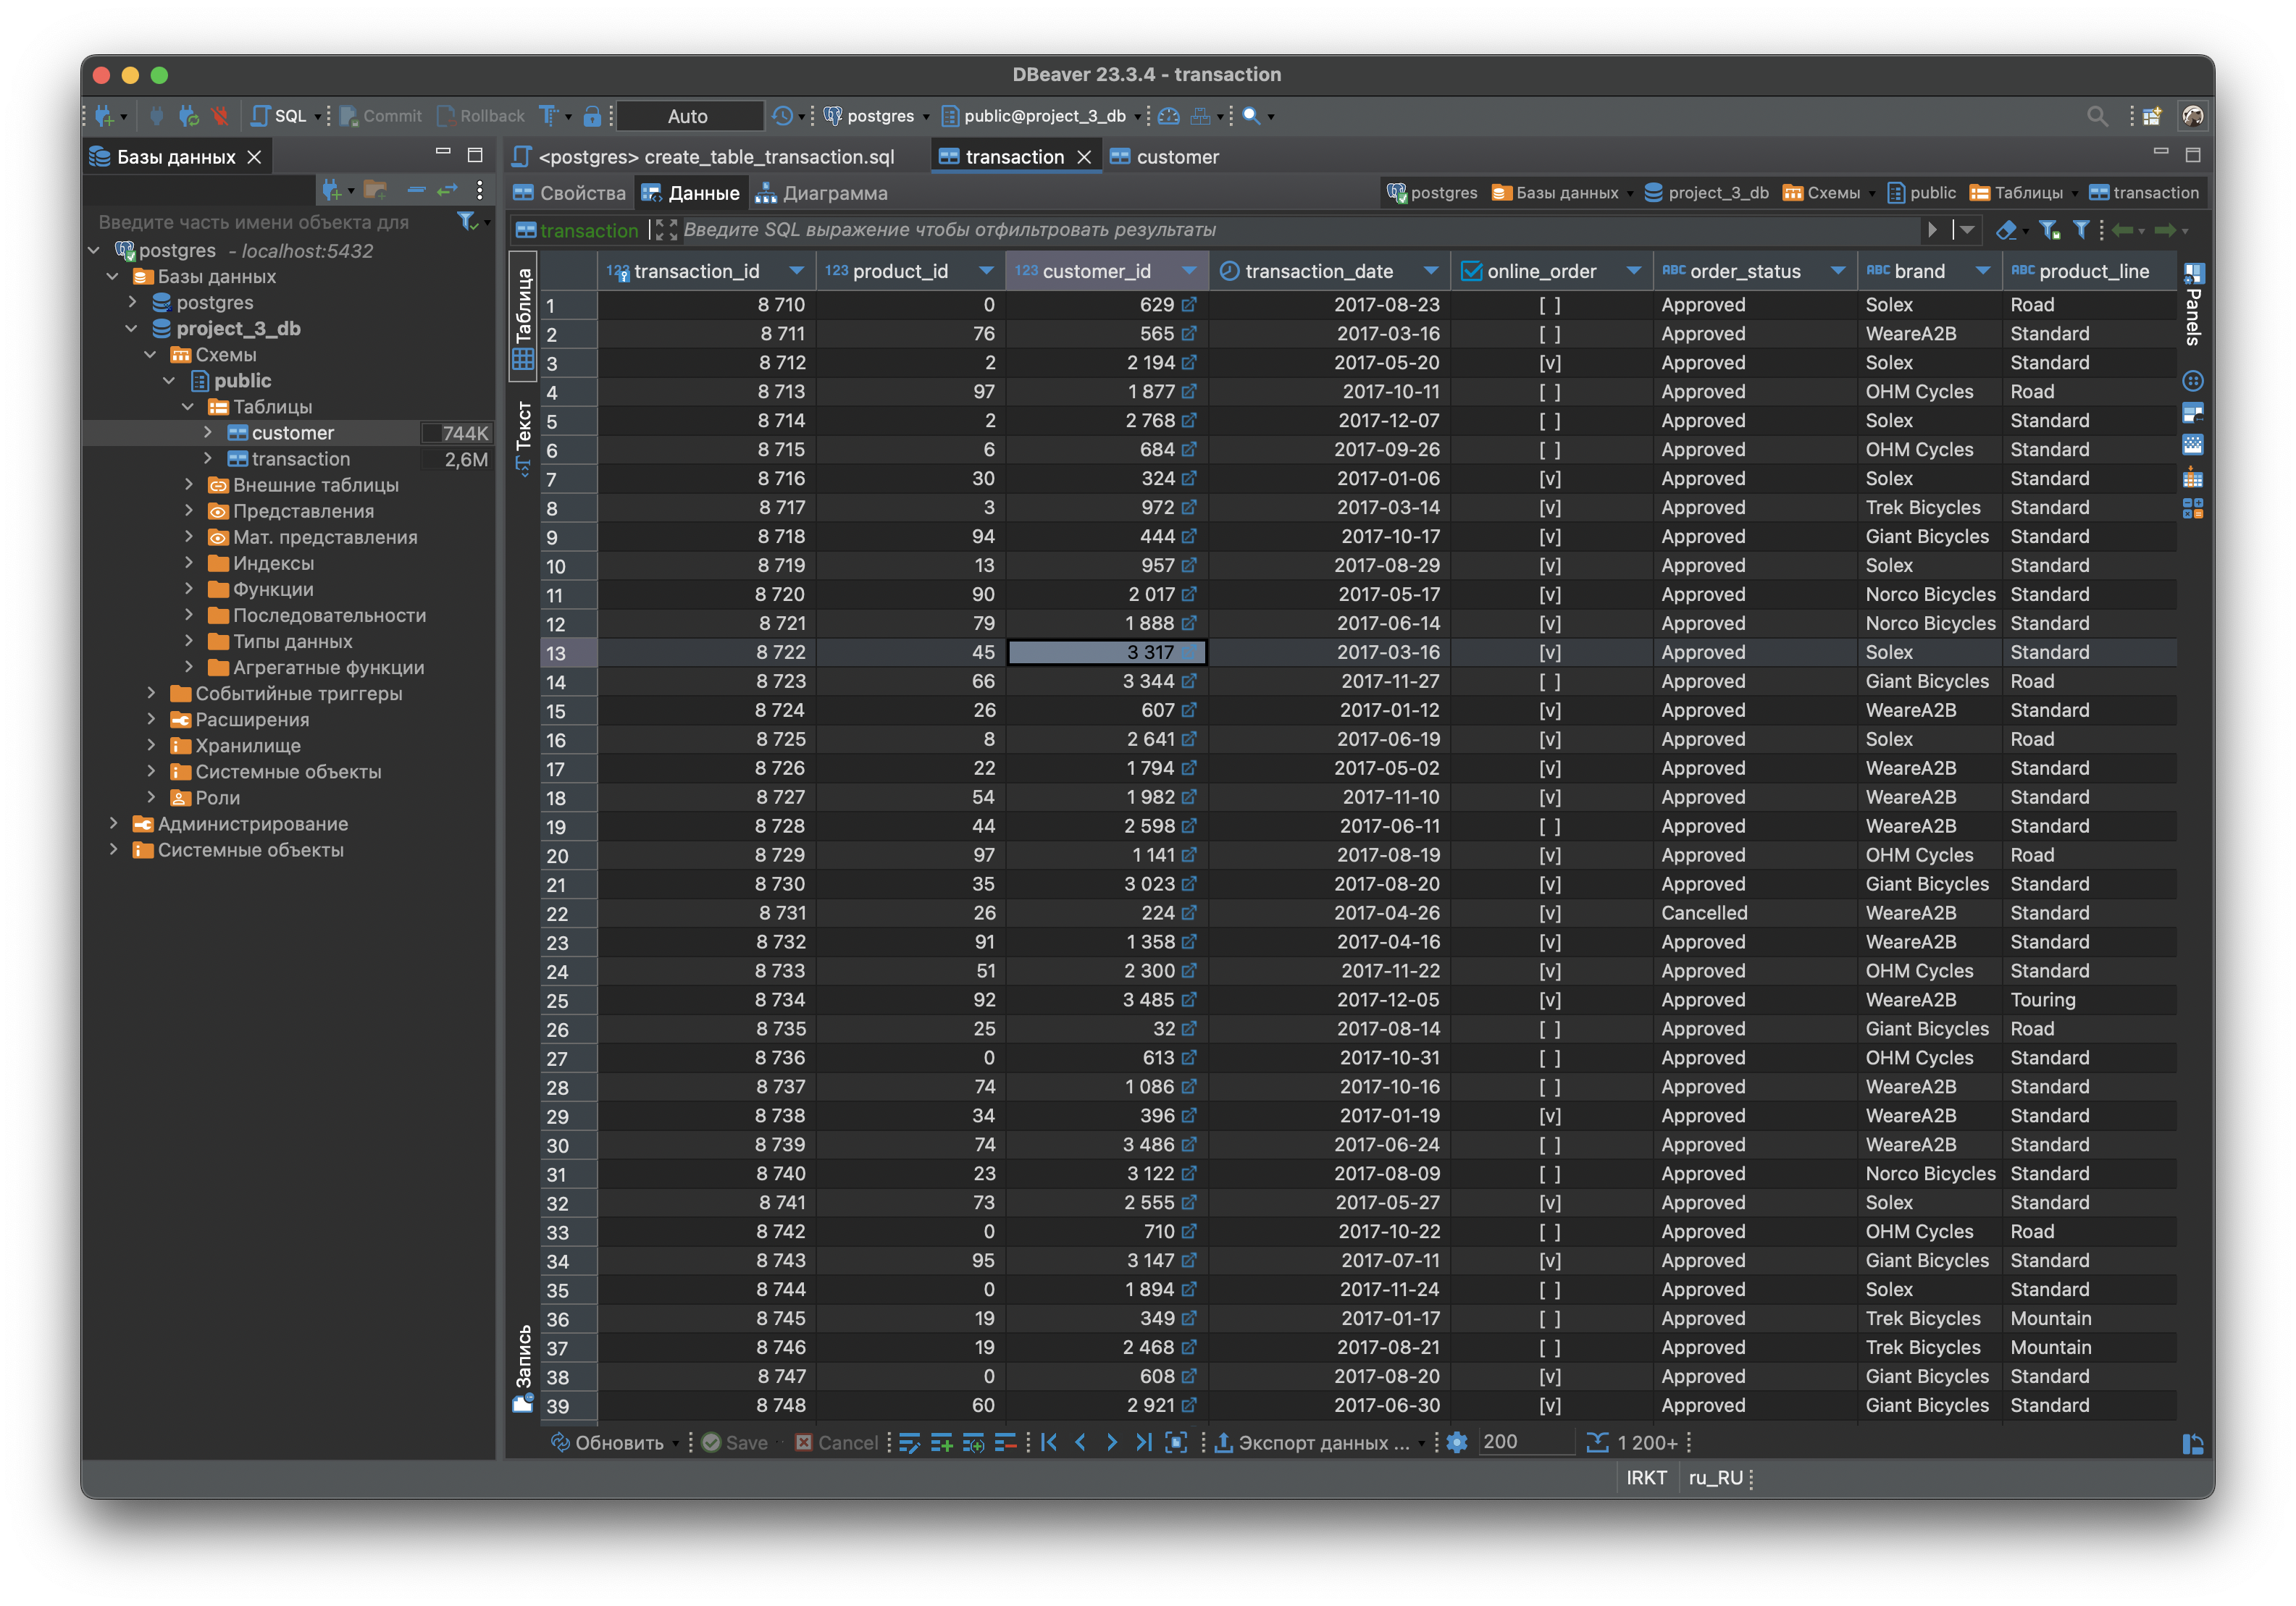 DBeaver 23.3.4 - transaction
SQL Commit Rollback Auto postgres public@project_3_db
Базы данных
<postgres> create_table_transaction.sql transaction customer
Свойства Данные Диаграмма postgres Базы данных project_3_db Схемы public Таблицы transaction
Введите часть имени объекта для
transaction Введите SQL выражение чтобы отфильтровать результаты
postgres - localhost:5432
Базы данных
postgres
project_3_db
Схемы
public
Таблицы
customer 744K
transaction 2,6M
Внешние таблицы
Представления
Мат. представления
Индексы
Функции
Последовательности
Типы данных
Агрегатные функции
Событийные триггеры
Расширения
Хранилище
Системные объекты
Роли
Администрирование
Системные объекты
Таблица
Текст
Запись
123 transaction_id 123 product_id 123 customer_id transaction_date online_order ABC order_status ABC brand ABC product_line
1 8 710 0 629 2017-08-23 [ ] Approved Solex Road
2 8 711 76 565 2017-03-16 [ ] Approved WeareA2B Standard
3 8 712 2 2 194 2017-05-20 [v] Approved Solex Standard
4 8 713 97 1 877 2017-10-11 [ ] Approved OHM Cycles Road
5 8 714 2 2 768 2017-12-07 [ ] Approved Solex Standard
6 8 715 6 684 2017-09-26 [ ] Approved OHM Cycles Standard
7 8 716 30 324 2017-01-06 [v] Approved Solex Standard
8 8 717 3 972 2017-03-14 [v] Approved Trek Bicycles Standard
9 8 718 94 444 2017-10-17 [v] Approved Giant Bicycles Standard
10 8 719 13 957 2017-08-29 [v] Approved Solex Standard
11 8 720 90 2 017 2017-05-17 [v] Approved Norco Bicycles Standard
12 8 721 79 1 888 2017-06-14 [v] Approved Norco Bicycles Standard
13 8 722 45 3 317 2017-03-16 [v] Approved Solex Standard
14 8 723 66 3 344 2017-11-27 [ ] Approved Giant Bicycles Road
15 8 724 26 607 2017-01-12 [v] Approved WeareA2B Standard
16 8 725 8 2 641 2017-06-19 [v] Approved Solex Road
17 8 726 22 1 794 2017-05-02 [v] Approved WeareA2B Standard
18 8 727 54 1 982 2017-11-10 [v] Approved WeareA2B Standard
19 8 728 44 2 598 2017-06-11 [ ] Approved WeareA2B Standard
20 8 729 97 1 141 2017-08-19 [v] Approved OHM Cycles Road
21 8 730 35 3 023 2017-08-20 [v] Approved Giant Bicycles Standard
22 8 731 26 224 2017-04-26 [v] Cancelled WeareA2B Standard
23 8 732 91 1 358 2017-04-16 [v] Approved WeareA2B Standard
24 8 733 51 2 300 2017-11-22 [v] Approved OHM Cycles Standard
25 8 734 92 3 485 2017-12-05 [v] Approved WeareA2B Touring
26 8 735 25 32 2017-08-14 [ ] Approved Giant Bicycles Road
27 8 736 0 613 2017-10-31 [ ] Approved OHM Cycles Standard
28 8 737 74 1 086 2017-10-16 [ ] Approved WeareA2B Standard
29 8 738 34 396 2017-01-19 [v] Approved WeareA2B Standard
30 8 739 74 3 486 2017-06-24 [ ] Approved WeareA2B Standard
31 8 740 23 3 122 2017-08-09 [ ] Approved Norco Bicycles Standard
32 8 741 73 2 555 2017-05-27 [v] Approved Solex Standard
33 8 742 0 710 2017-10-22 [ ] Approved OHM Cycles Road
34 8 743 95 3 147 2017-07-11 [v] Approved Giant Bicycles Standard
35 8 744 0 1 894 2017-11-24 [ ] Approved Solex Standard
36 8 745 19 349 2017-01-17 [ ] Approved Trek Bicycles Mountain
37 8 746 19 2 468 2017-08-21 [ ] Approved Trek Bicycles Mountain
38 8 747 0 608 2017-08-20 [v] Approved Giant Bicycles Standard
39 8 748 60 2 921 2017-06-30 [v] Approved Giant Bicycles Standard
Panels
Обновить Save Cancel Экспорт данных ... 200 1 200+
IRKT ru_RU